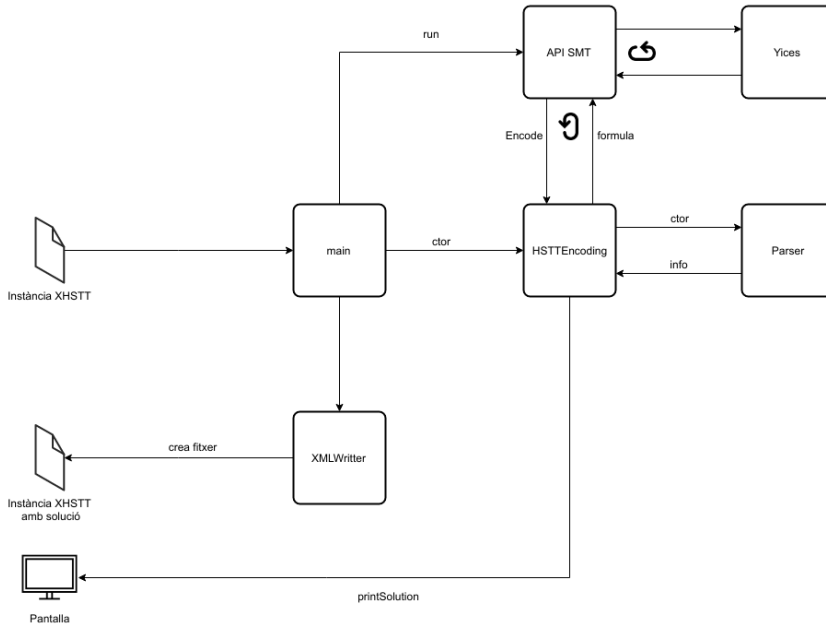 run
API SMT
Yices
Encode
formula
main
ctor
HSTTEncoding
ctor
info
Parser
Instància XHSTT
crea fitxer
XMLWritter
Instància XHSTT
amb solució
printSolution
Pantalla